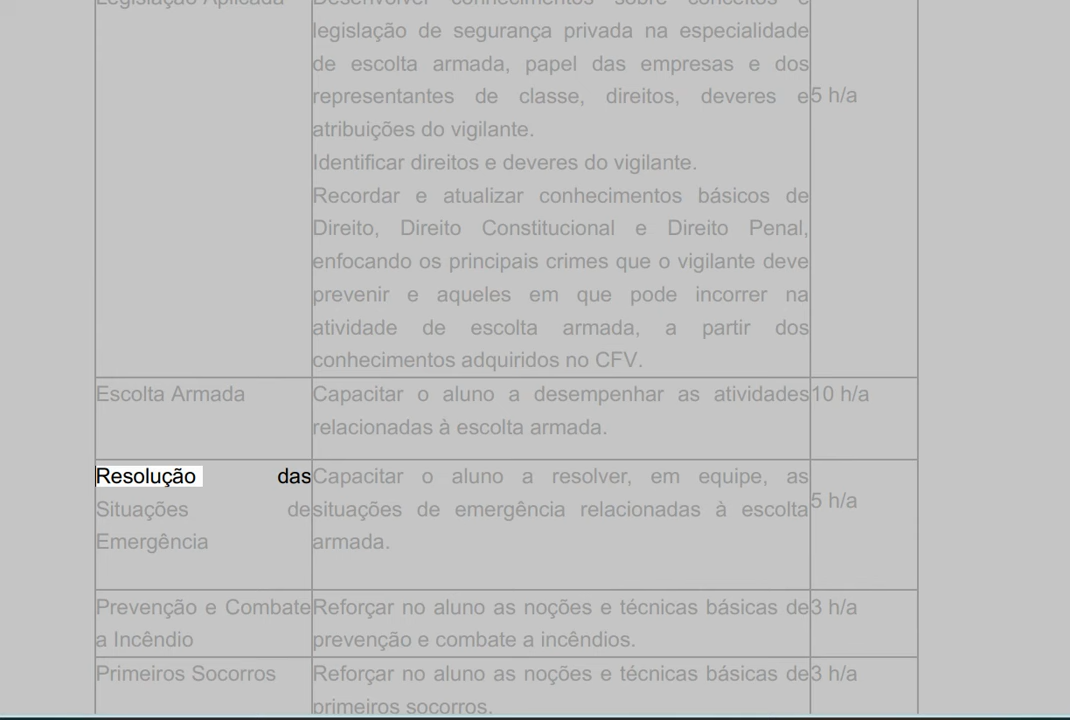 Legislação Aplicada
Desenvolver conhecimentos sobre conceitos e
legislação de segurança privada na especialidade
de escolta armada, papel das empresas e dos
representantes de classe, direitos, deveres e
atribuições do vigilante.
Identificar direitos e deveres do vigilante.
Recordar e atualizar conhecimentos básicos de
Direito, Direito Constitucional e Direito Penal,
enfocando os principais crimes que o vigilante deve
prevenir e aqueles em que pode incorrer na
atividade de escolta armada, a partir dos
conhecimentos adquiridos no CFV.
5 h/a
Escolta Armada
Capacitar o aluno a desempenhar as atividades
relacionadas à escolta armada.
10 h/a
Resolução das
Situações de
Emergência
Capacitar o aluno a resolver, em equipe, as
situações de emergência relacionadas à escolta
armada.
5 h/a
Prevenção e Combate
a Incêndio
Reforçar no aluno as noções e técnicas básicas de
prevenção e combate a incêndios.
3 h/a
Primeiros Socorros
Reforçar no aluno as noções e técnicas básicas de
primeiros socorros.
3 h/a